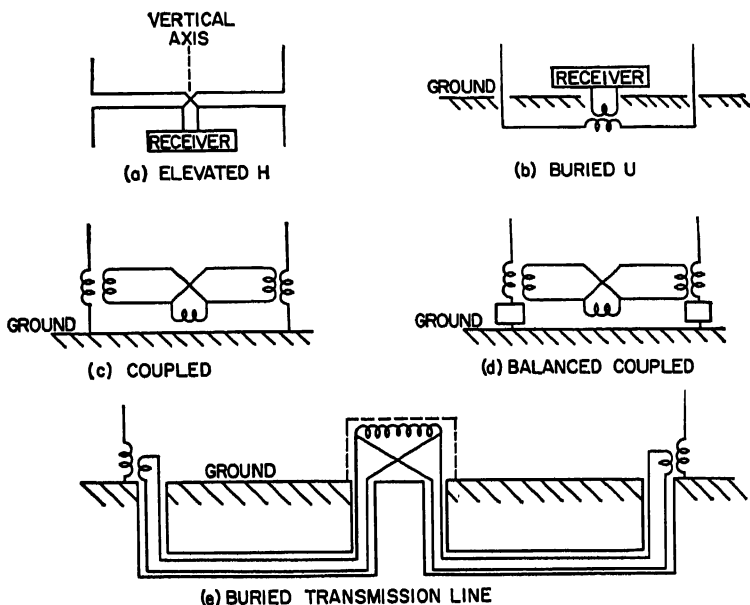 VERTICAL
AXIS
RECEIVER
(a) ELEVATED H
GROUND
RECEIVER
(b) BURIED U
GROUND
(c) COUPLED
GROUND
(d) BALANCED COUPLED
GROUND
(e) BURIED TRANSMISSION LINE